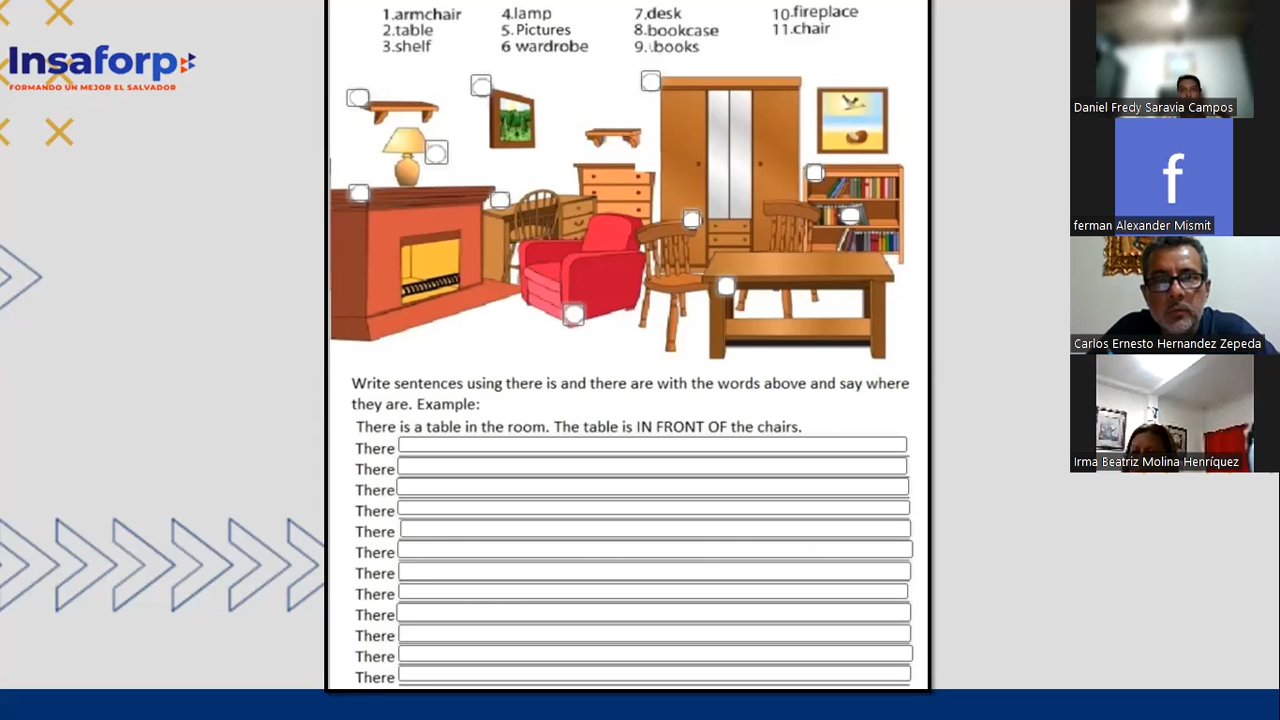 1.armchair
2.table
3.shelf
4.lamp
5. Pictures
6 wardrobe
7.desk
8.bookcase
9. books
10.fireplace
11.chair
Insaforp
FORMANDO UN MEJOR EL SALVADOR
Write sentences using there is and there are with the words above and say where
they are. Example:
There is a table in the room. The table is IN FRONT OF the chairs.
There
There
There
There
There
There
There
There
There
There
There
There
Daniel Fredy Saravia Campos
f
ferman Alexander Mismit
Carlos Ernesto Hernandez Zepeda
Irma Beatriz Molina Henríquez